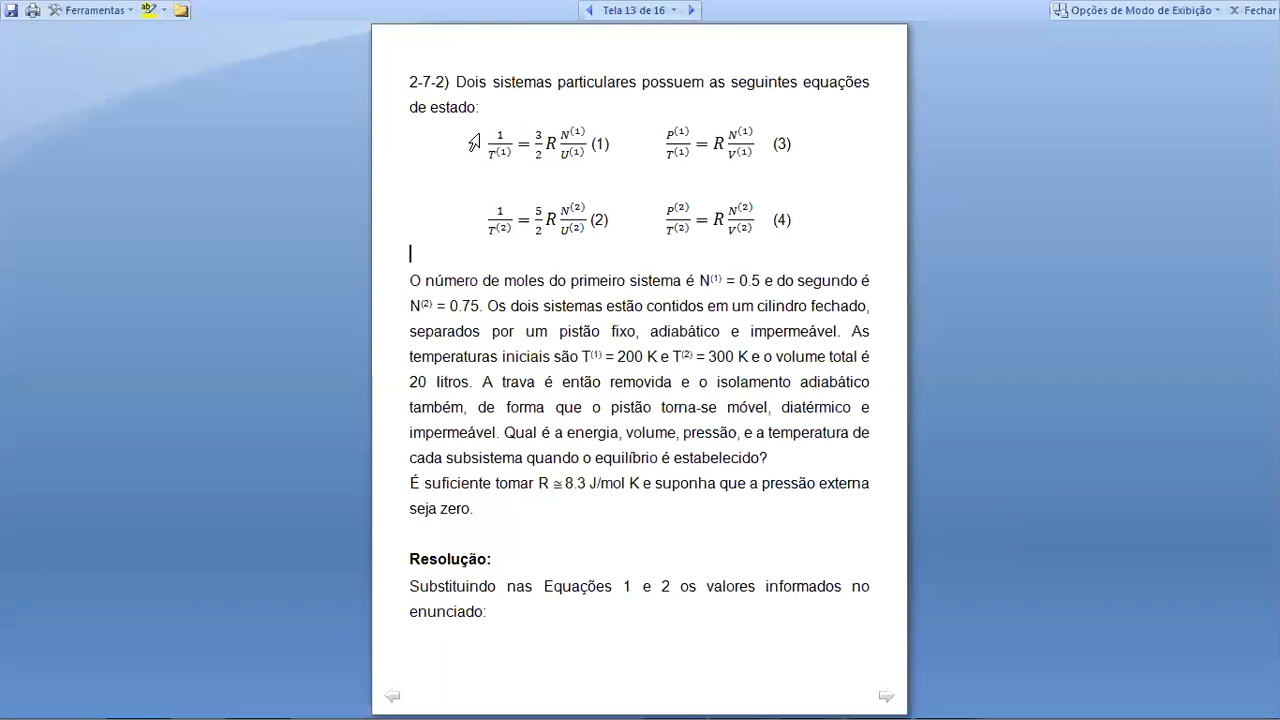 Ferramentas
Tela 13 de 16
Opções de Modo de Exibição
Fechar
2-7-2) Dois sistemas particulares possuem as seguintes equações
de estado:
1/T⁽¹⁾ = 3/2 R N⁽¹⁾/U⁽¹⁾ (1) P⁽¹⁾/T⁽¹⁾ = R N⁽¹⁾/V⁽¹⁾ (3)
1/T⁽²⁾ = 5/2 R N⁽²⁾/U⁽²⁾ (2) P⁽²⁾/T⁽²⁾ = R N⁽²⁾/V⁽²⁾ (4)
O número de moles do primeiro sistema é N⁽¹⁾ = 0.5 e do segundo é
N⁽²⁾ = 0.75. Os dois sistemas estão contidos em um cilindro fechado,
separados por um pistão fixo, adiabático e impermeável. As
temperaturas iniciais são T⁽¹⁾ = 200 K e T⁽²⁾ = 300 K e o volume total é
20 litros. A trava é então removida e o isolamento adiabático
também, de forma que o pistão torna-se móvel, diatérmico e
impermeável. Qual é a energia, volume, pressão, e a temperatura de
cada subsistema quando o equilíbrio é estabelecido?
É suficiente tomar R ≅ 8.3 J/mol K e suponha que a pressão externa
seja zero.
Resolução:
Substituindo nas Equações 1 e 2 os valores informados no
enunciado: